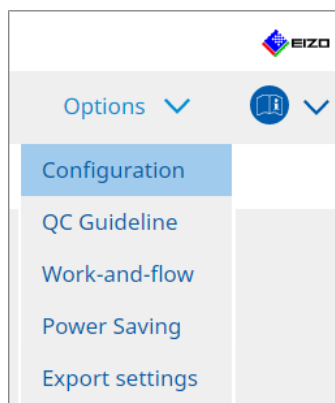 EIZO
Options
Configuration
QC Guideline
Work-and-flow
Power Saving
Export settings